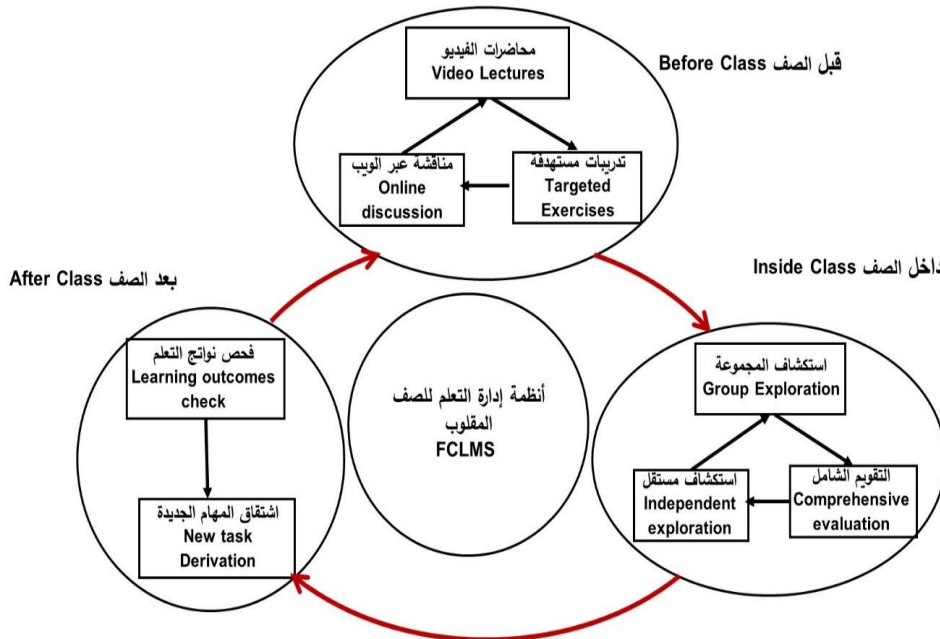 محاضرات الفيديو
Video Lectures
قبل الصف Before Class
مناقشة عبر الويب
Online
discussion
تدريبات مستهدفة
Targeted
Exercises
داخل الصف Inside Class
بعد الصف After Class
فحص نواتج التعلم
Learning outcomes
check
اشتقاق المهام الجديدة
New task
Derivation
أنظمة إدارة التعلم للصف
المقلوب
FCLMS
استكشاف المجموعة
Group Exploration
استكشاف مستقل
Independent
exploration
التقويم الشامل
Comprehensive
evaluation